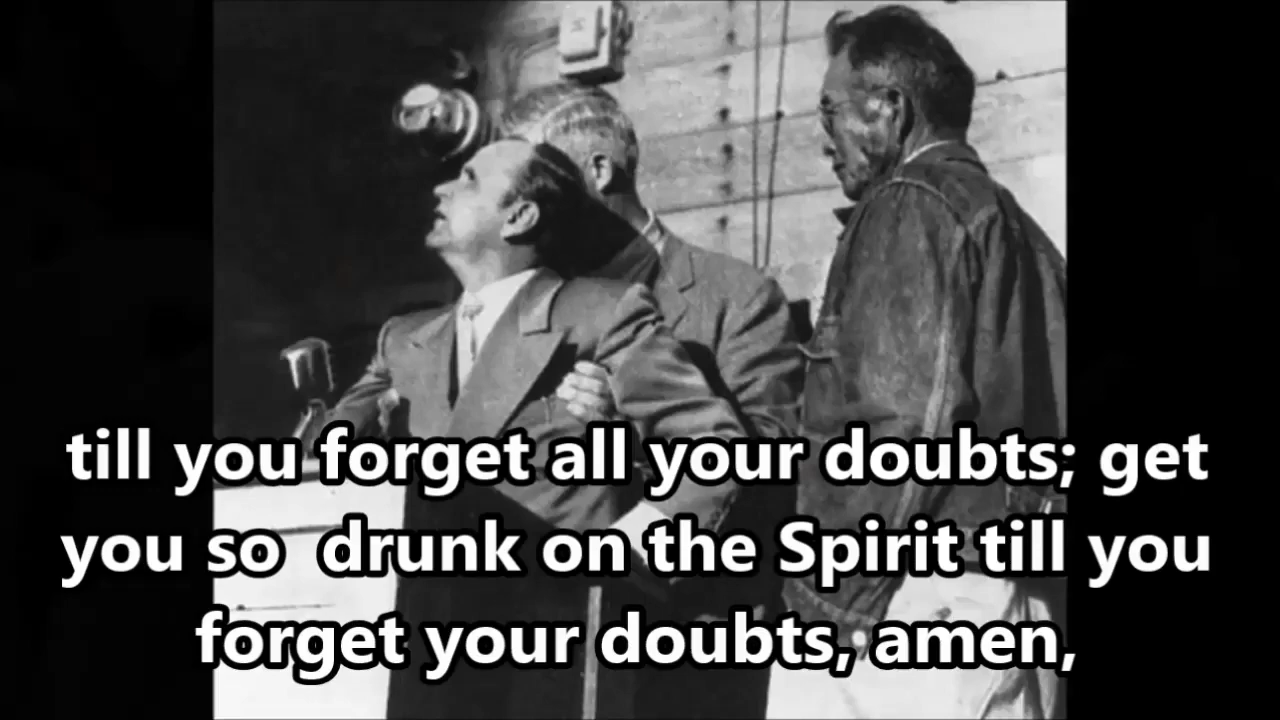 till you forget all your doubts; get
you so drunk on the Spirit till you
forget your doubts, amen,